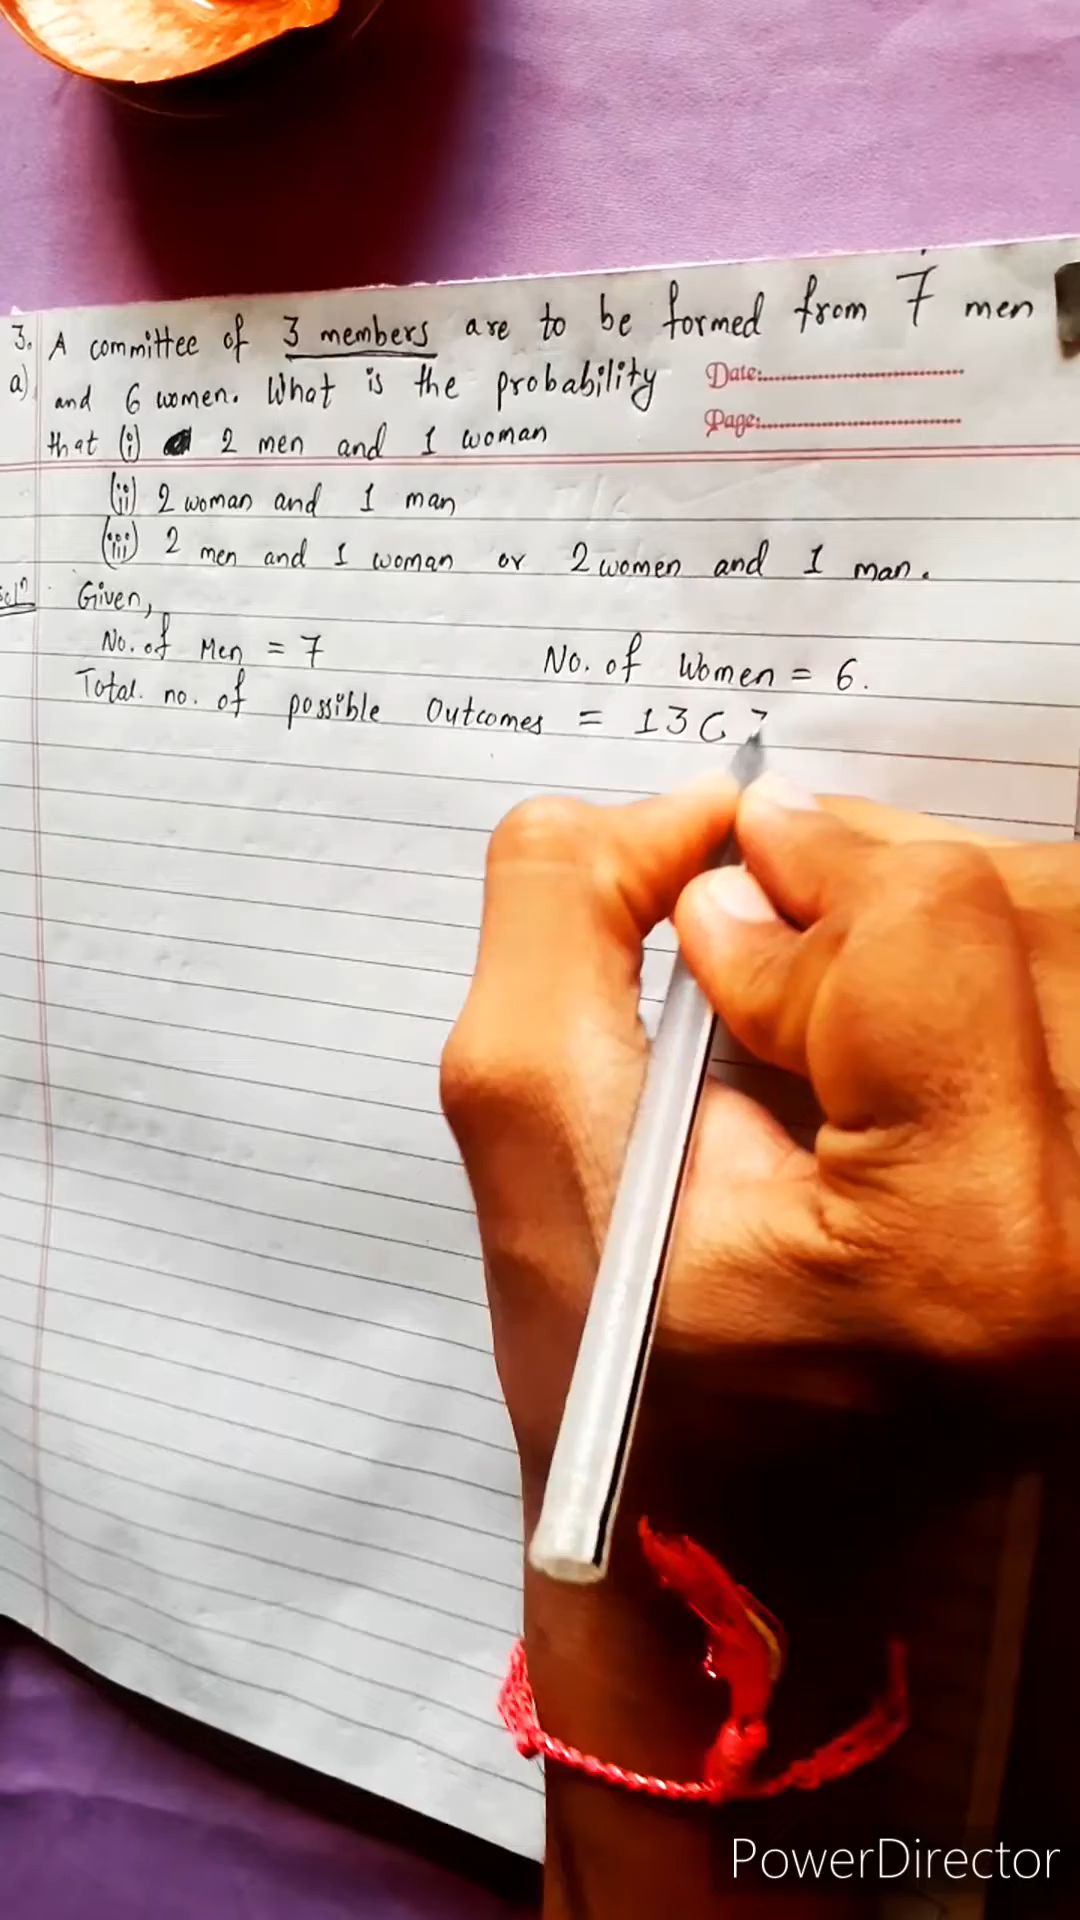 3. A committee of 3 members are to be formed from 7 men
a) and 6 women. What is the probability
Date:
Page:
that (i) 2 men and 1 woman
(ii) 2 woman and 1 man
(iii) 2 men and 1 woman or 2 women and 1 man.
Soln Given,
No. of Men = 7 No. of Women = 6.
Total. no. of possible Outcomes = 13C
PowerDirector